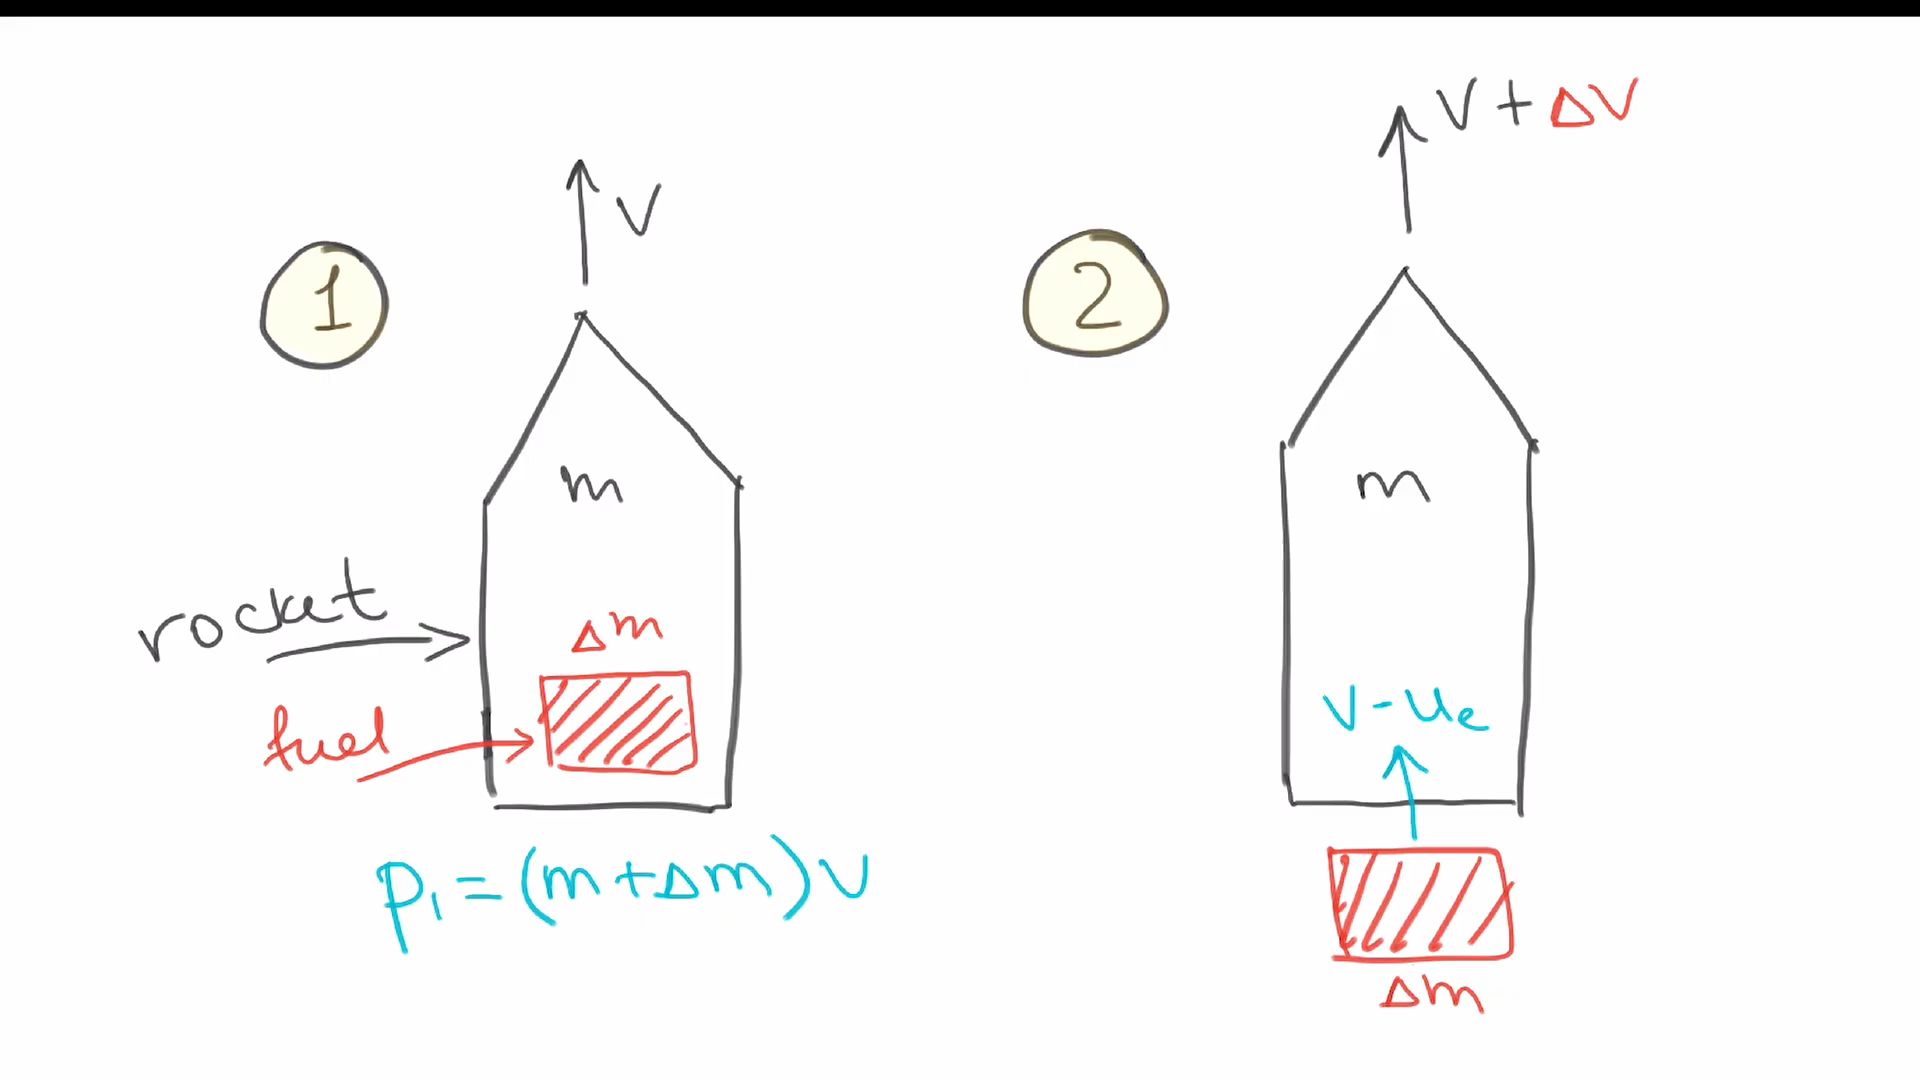 V
1
m
rocket
Δm
fuel
p₁ = (m+Δm)v
V + ΔV
2
m
V - uₑ
Δm